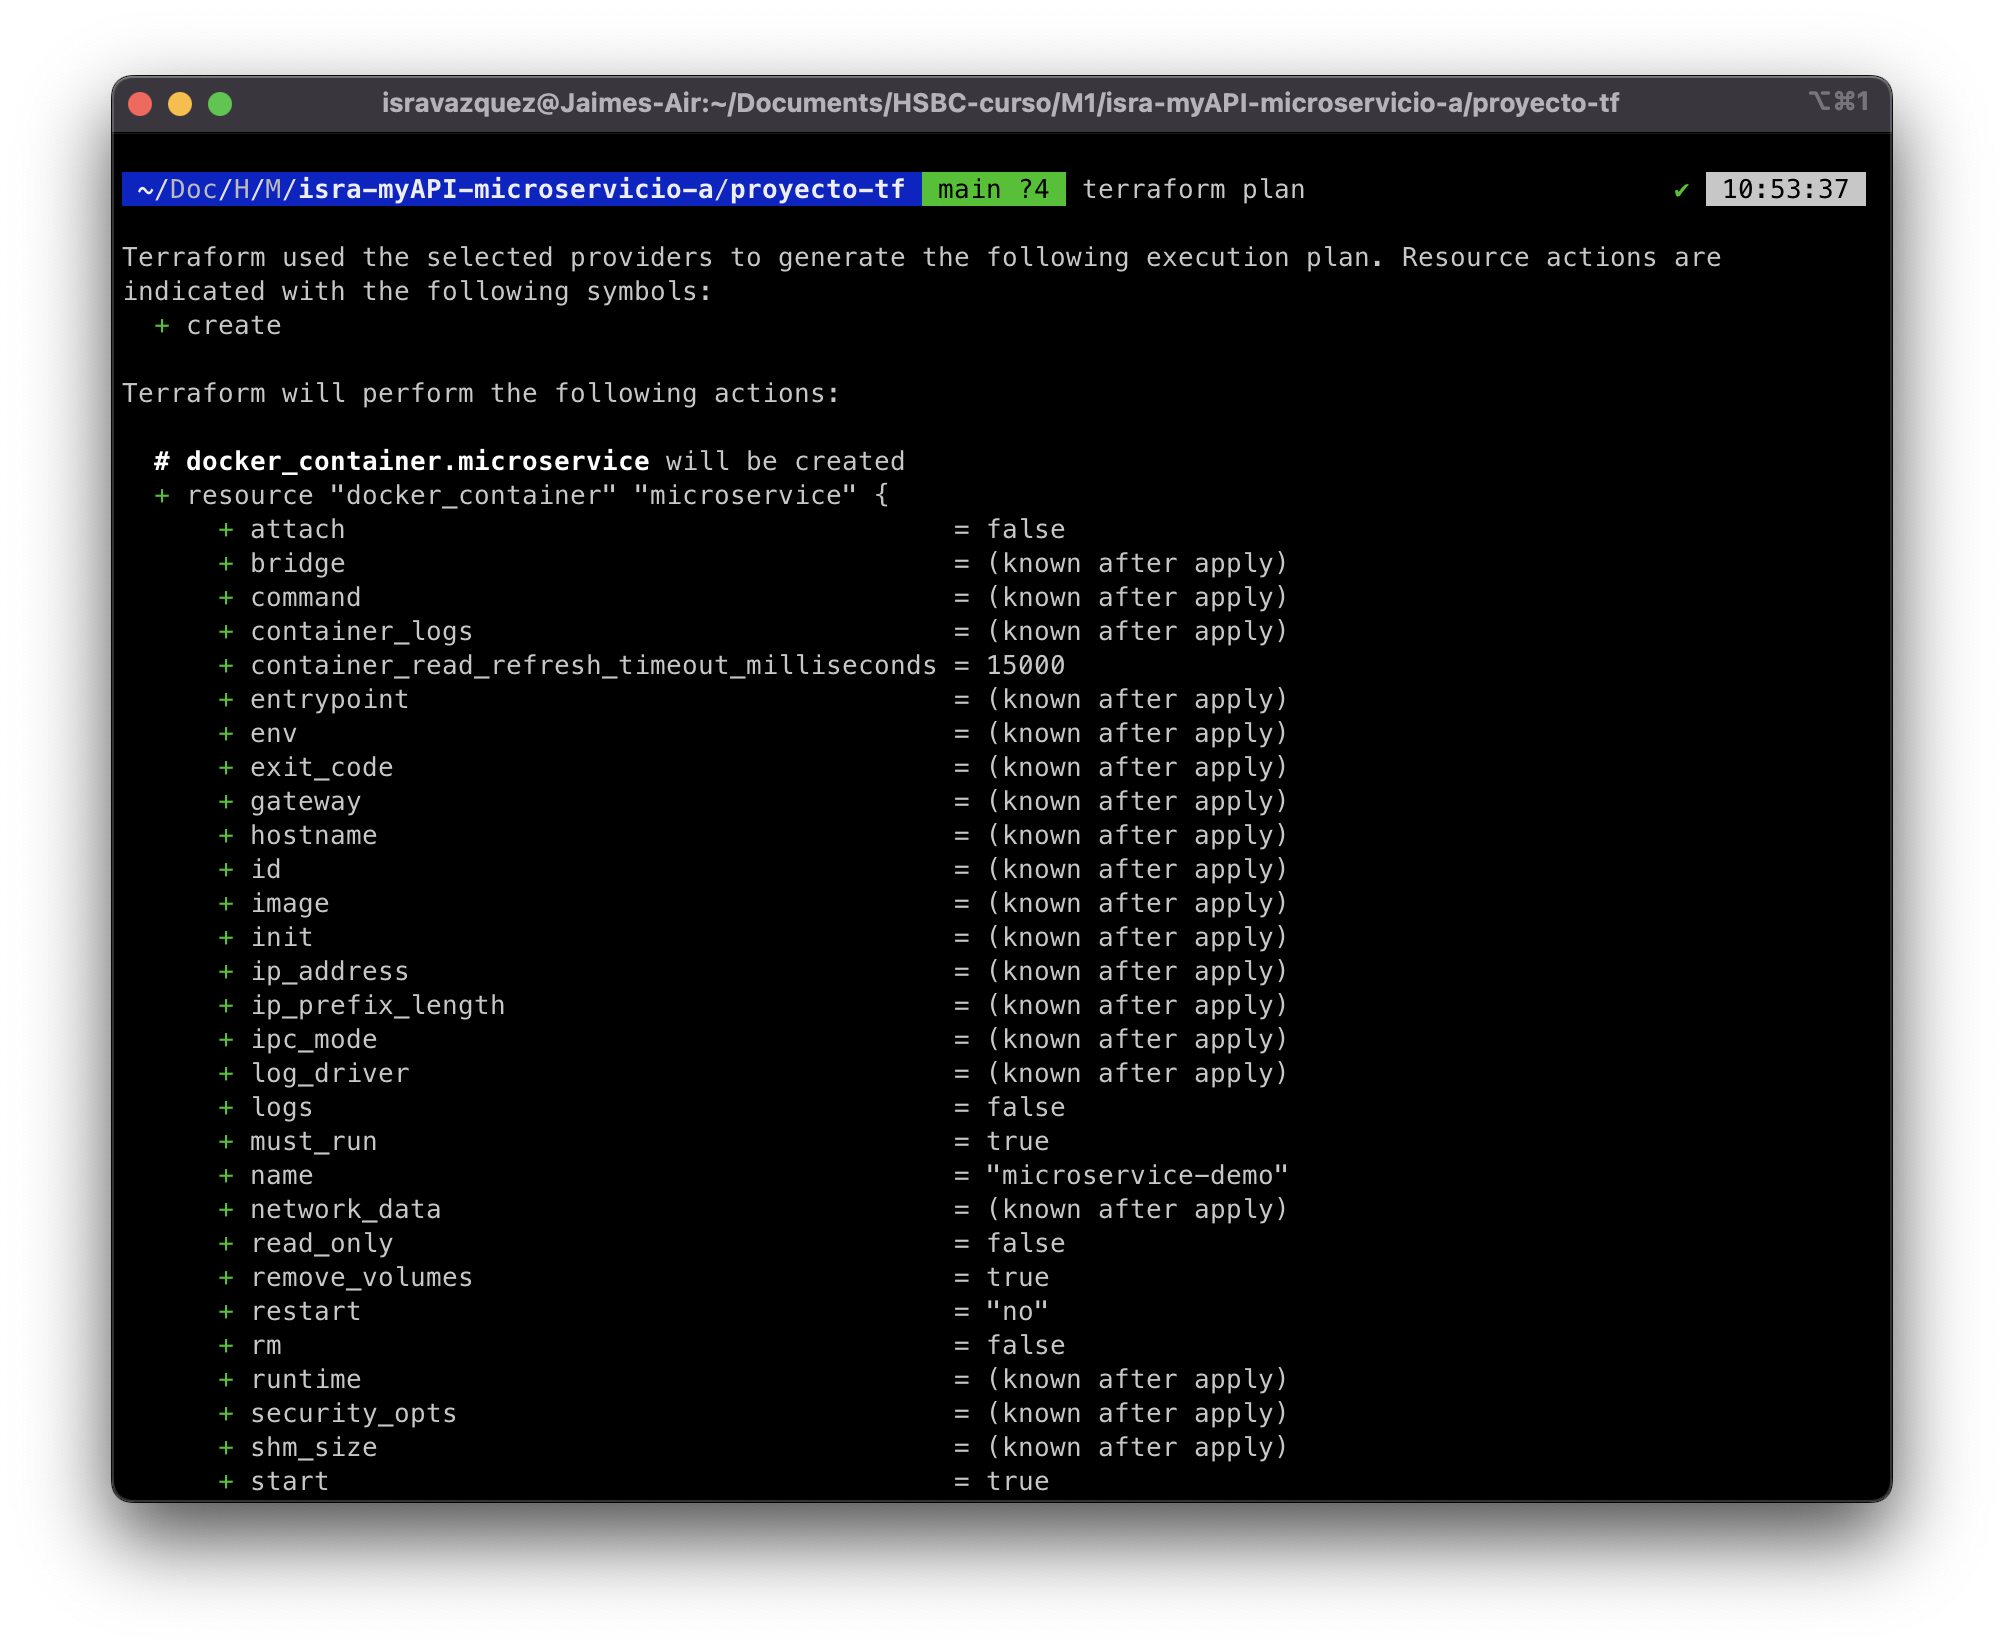 isravazquez@Jaimes-Air:~/Documents/HSBC-curso/M1/isra-myAPI-microservicio-a/proyecto-tf ⌥⌘1
~/Doc/H/M/isra-myAPI-microservicio-a/proyecto-tf main ?4 terraform plan ✔ 10:53:37
Terraform used the selected providers to generate the following execution plan. Resource actions are
indicated with the following symbols:
+ create
Terraform will perform the following actions:
# docker_container.microservice will be created
+ resource "docker_container" "microservice" {
+ attach = false
+ bridge = (known after apply)
+ command = (known after apply)
+ container_logs = (known after apply)
+ container_read_refresh_timeout_milliseconds = 15000
+ entrypoint = (known after apply)
+ env = (known after apply)
+ exit_code = (known after apply)
+ gateway = (known after apply)
+ hostname = (known after apply)
+ id = (known after apply)
+ image = (known after apply)
+ init = (known after apply)
+ ip_address = (known after apply)
+ ip_prefix_length = (known after apply)
+ ipc_mode = (known after apply)
+ log_driver = (known after apply)
+ logs = false
+ must_run = true
+ name = "microservice-demo"
+ network_data = (known after apply)
+ read_only = false
+ remove_volumes = true
+ restart = "no"
+ rm = false
+ runtime = (known after apply)
+ security_opts = (known after apply)
+ shm_size = (known after apply)
+ start = true